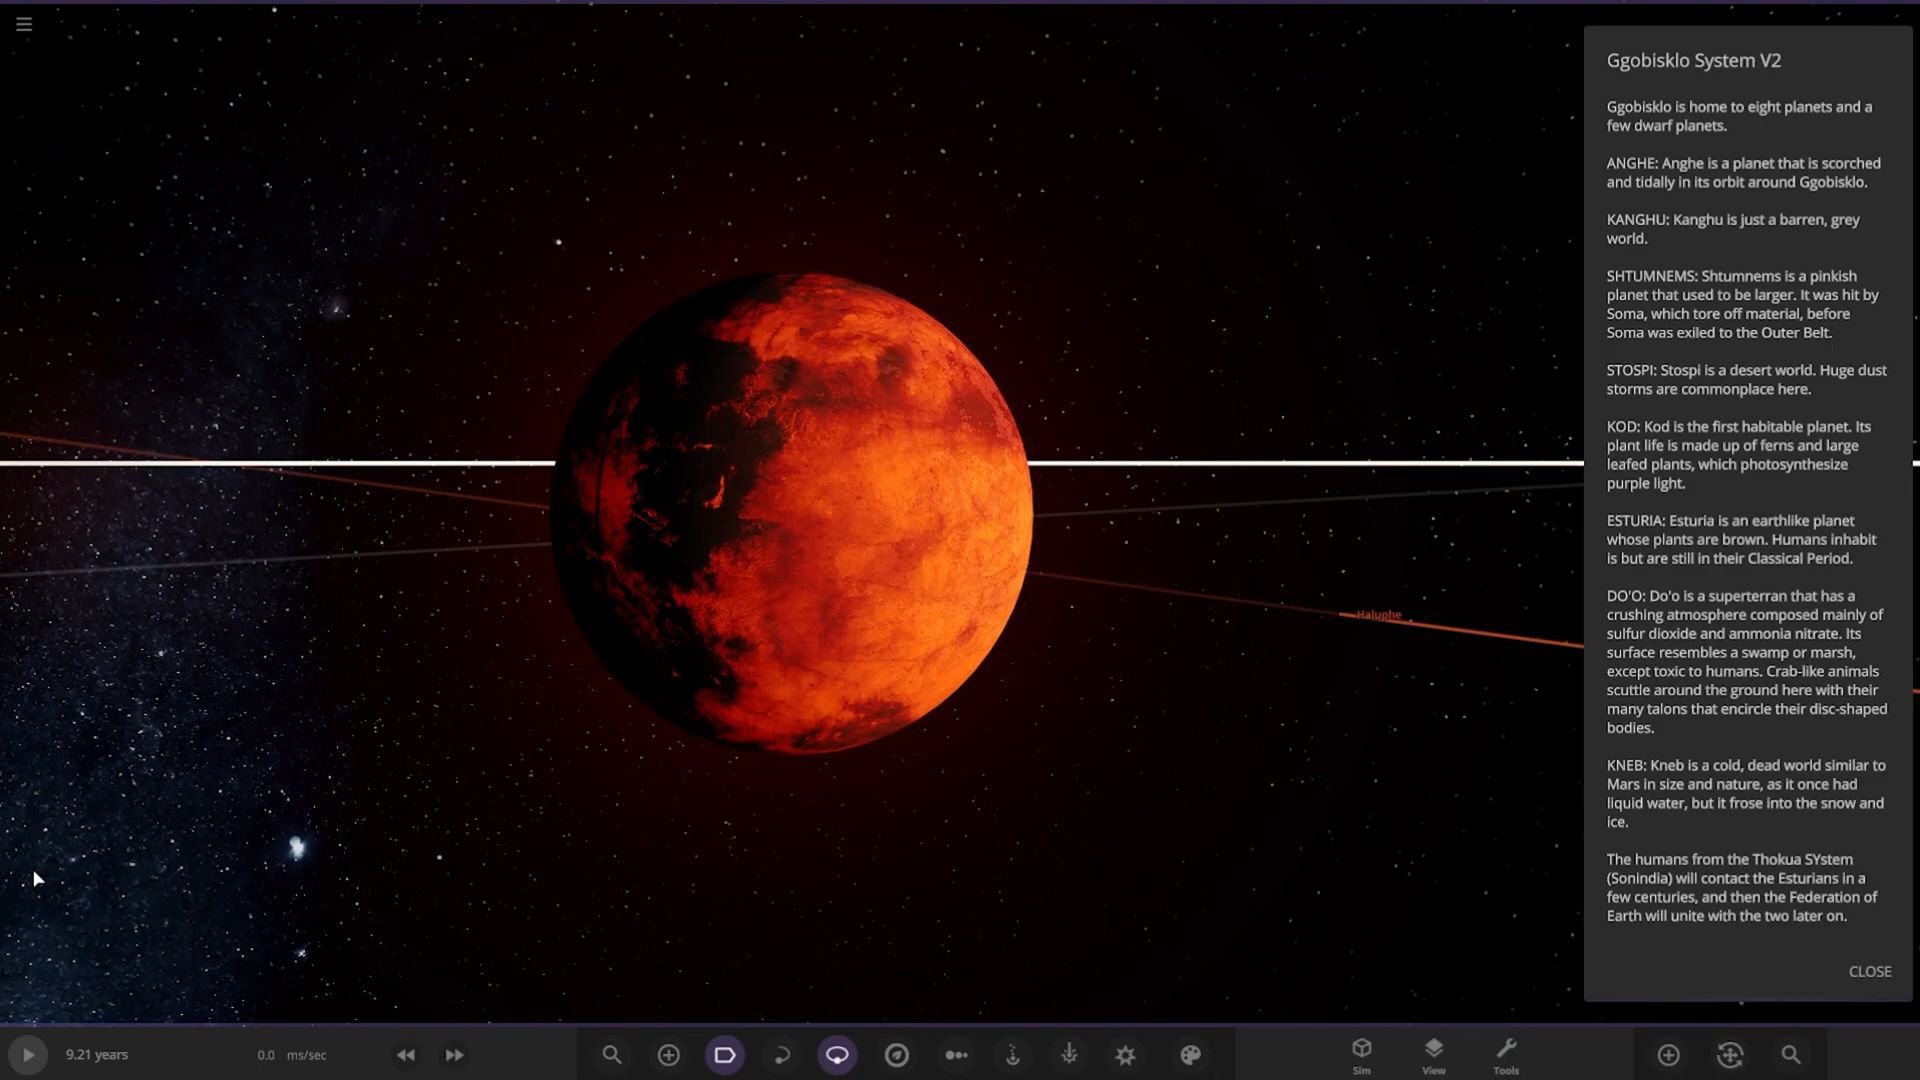 Ggobisklo System V2
Ggobisklo is home to eight planets and a
few dwarf planets.
ANGHE: Anghe is a planet that is scorched
and tidally in its orbit around Ggobisklo.
KANGHU: Kanghu is just a barren, grey
world.
SHTUMNEMS: Shtumnems is a pinkish
planet that used to be larger. It was hit by
Soma, which tore off material, before
Soma was exiled to the Outer Belt.
STOSPI: Stospi is a desert world. Huge dust
storms are commonplace here.
KOD: Kod is the first habitable planet. Its
plant life is made up of ferns and large
leafed plants, which photosynthesize
purple light.
ESTURIA: Esturia is an earthlike planet
whose plants are brown. Humans inhabit
is but are still in their Classical Period.
DO'O: Do'o is a superterran that has a
crushing atmosphere composed mainly of
sulfur dioxide and ammonia nitrate. Its
surface resembles a swamp or marsh,
except toxic to humans. Crab-like animals
scuttle around the ground here with their
many talons that encircle their disc-shaped
bodies.
KNEB: Kneb is a cold, dead world similar to
Mars in size and nature, as it once had
liquid water, but it frose into the snow and
ice.
The humans from the Thokua SYstem
(Sonindia) will contact the Esturians in a
few centuries, and then the Federation of
Earth will unite with the two later on.
CLOSE
Haluphe
9.21 years
0.0 ms/sec
Sim
View
Tools